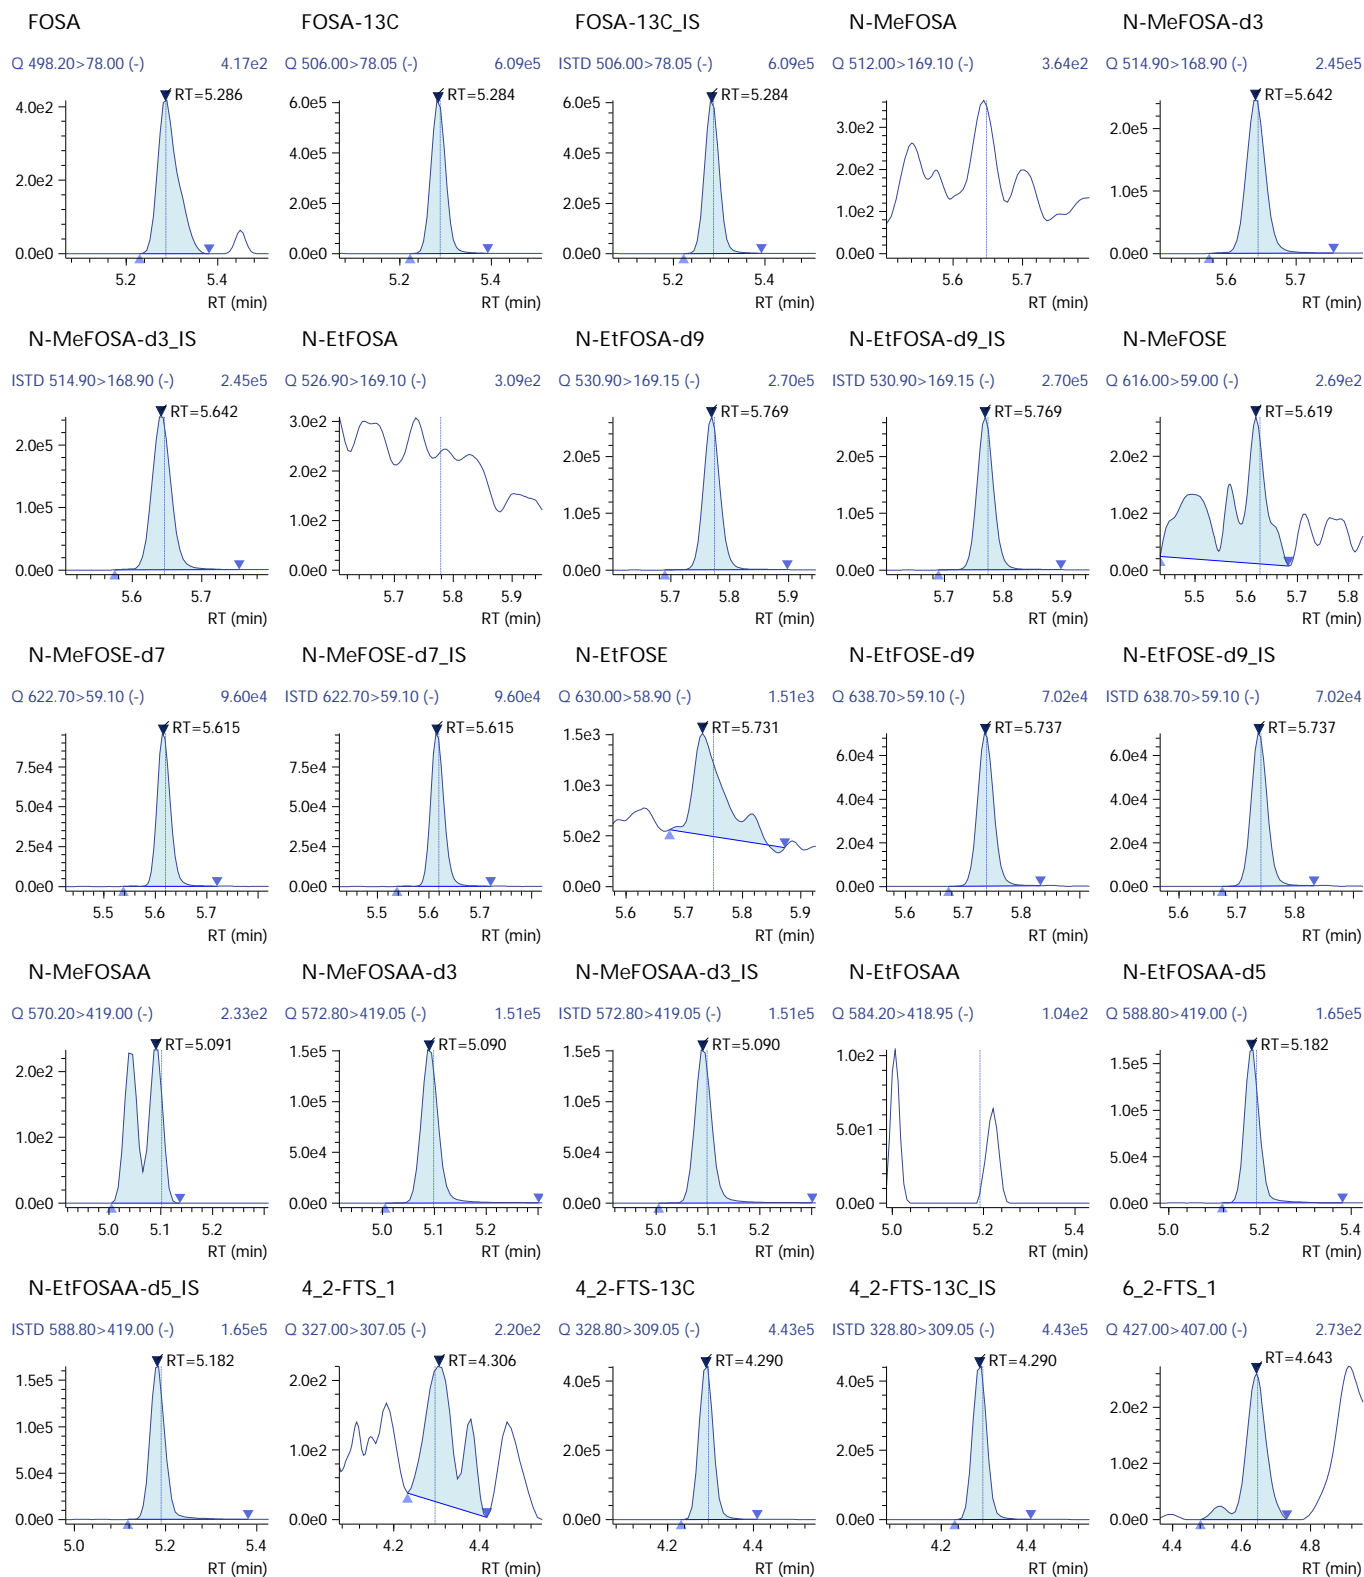 FOSA
Q 498.20>78.00 (-) 4.17e2
RT=5.286
4.0e2
2.0e2
0.0e0
5.2 5.4
RT (min)
FOSA-13C
Q 506.00>78.05 (-) 6.09e5
RT=5.284
6.0e5
4.0e5
2.0e5
0.0e0
5.2 5.4
RT (min)
FOSA-13C_IS
ISTD 506.00>78.05 (-) 6.09e5
RT=5.284
6.0e5
4.0e5
2.0e5
0.0e0
5.2 5.4
RT (min)
N-MeFOSA
Q 512.00>169.10 (-) 3.64e2
3.0e2
2.0e2
1.0e2
0.0e0
5.6 5.7
RT (min)
N-MeFOSA-d3
Q 514.90>168.90 (-) 2.45e5
RT=5.642
2.0e5
1.0e5
0.0e0
5.6 5.7
RT (min)
N-MeFOSA-d3_IS
ISTD 514.90>168.90 (-) 2.45e5
RT=5.642
2.0e5
1.0e5
0.0e0
5.6 5.7
RT (min)
N-EtFOSA
Q 526.90>169.10 (-) 3.09e2
3.0e2
2.0e2
1.0e2
0.0e0
5.7 5.8 5.9
RT (min)
N-EtFOSA-d9
Q 530.90>169.15 (-) 2.70e5
RT=5.769
2.0e5
1.0e5
0.0e0
5.7 5.8 5.9
RT (min)
N-EtFOSA-d9_IS
ISTD 530.90>169.15 (-) 2.70e5
RT=5.769
2.0e5
1.0e5
0.0e0
5.7 5.8 5.9
RT (min)
N-MeFOSE
Q 616.00>59.00 (-) 2.69e2
RT=5.619
2.0e2
1.0e2
0.0e0
5.5 5.6 5.7 5.8
RT (min)
N-MeFOSE-d7
Q 622.70>59.10 (-) 9.60e4
RT=5.615
7.5e4
5.0e4
2.5e4
0.0e0
5.5 5.6 5.7
RT (min)
N-MeFOSE-d7_IS
ISTD 622.70>59.10 (-) 9.60e4
RT=5.615
7.5e4
5.0e4
2.5e4
0.0e0
5.5 5.6 5.7
RT (min)
N-EtFOSE
Q 630.00>58.90 (-) 1.51e3
RT=5.731
1.5e3
1.0e3
5.0e2
0.0e0
5.6 5.7 5.8 5.9
RT (min)
N-EtFOSE-d9
Q 638.70>59.10 (-) 7.02e4
RT=5.737
6.0e4
4.0e4
2.0e4
0.0e0
5.6 5.7 5.8
RT (min)
N-EtFOSE-d9_IS
ISTD 638.70>59.10 (-) 7.02e4
RT=5.737
6.0e4
4.0e4
2.0e4
0.0e0
5.6 5.7 5.8
RT (min)
N-MeFOSAA
Q 570.20>419.00 (-) 2.33e2
RT=5.091
2.0e2
1.0e2
0.0e0
5.0 5.1 5.2
RT (min)
N-MeFOSAA-d3
Q 572.80>419.05 (-) 1.51e5
RT=5.090
1.5e5
1.0e5
5.0e4
0.0e0
5.0 5.1 5.2
RT (min)
N-MeFOSAA-d3_IS
ISTD 572.80>419.05 (-) 1.51e5
RT=5.090
1.5e5
1.0e5
5.0e4
0.0e0
5.0 5.1 5.2
RT (min)
N-EtFOSAA
Q 584.20>418.95 (-) 1.04e2
1.0e2
5.0e1
0.0e0
5.0 5.2 5.4
RT (min)
N-EtFOSAA-d5
Q 588.80>419.00 (-) 1.65e5
RT=5.182
1.5e5
1.0e5
5.0e4
0.0e0
5.0 5.2 5.4
RT (min)
N-EtFOSAA-d5_IS
ISTD 588.80>419.00 (-) 1.65e5
RT=5.182
1.5e5
1.0e5
5.0e4
0.0e0
5.0 5.2 5.4
RT (min)
4_2-FTS_1
Q 327.00>307.05 (-) 2.20e2
RT=4.306
2.0e2
1.0e2
0.0e0
4.2 4.4
RT (min)
4_2-FTS-13C
Q 328.80>309.05 (-) 4.43e5
RT=4.290
4.0e5
2.0e5
0.0e0
4.2 4.4
RT (min)
4_2-FTS-13C_IS
ISTD 328.80>309.05 (-) 4.43e5
RT=4.290
4.0e5
2.0e5
0.0e0
4.2 4.4
RT (min)
6_2-FTS_1
Q 427.00>407.00 (-) 2.73e2
RT=4.643
2.0e2
1.0e2
0.0e0
4.4 4.6 4.8
RT (min)